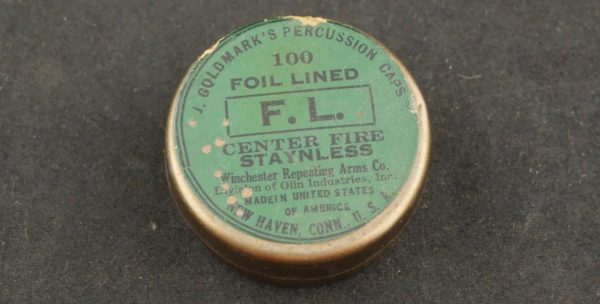 J. GOLDMARK'S PERCUSSION CAPS
100
FOIL LINED
F. L.
CENTER FIRE
STAYNLESS
Winchester Repeating Arms Co.
Division of Olin Industries, Inc.
MADE IN UNITED STATES
OF AMERICA
NEW HAVEN, CONN., U. S. A.